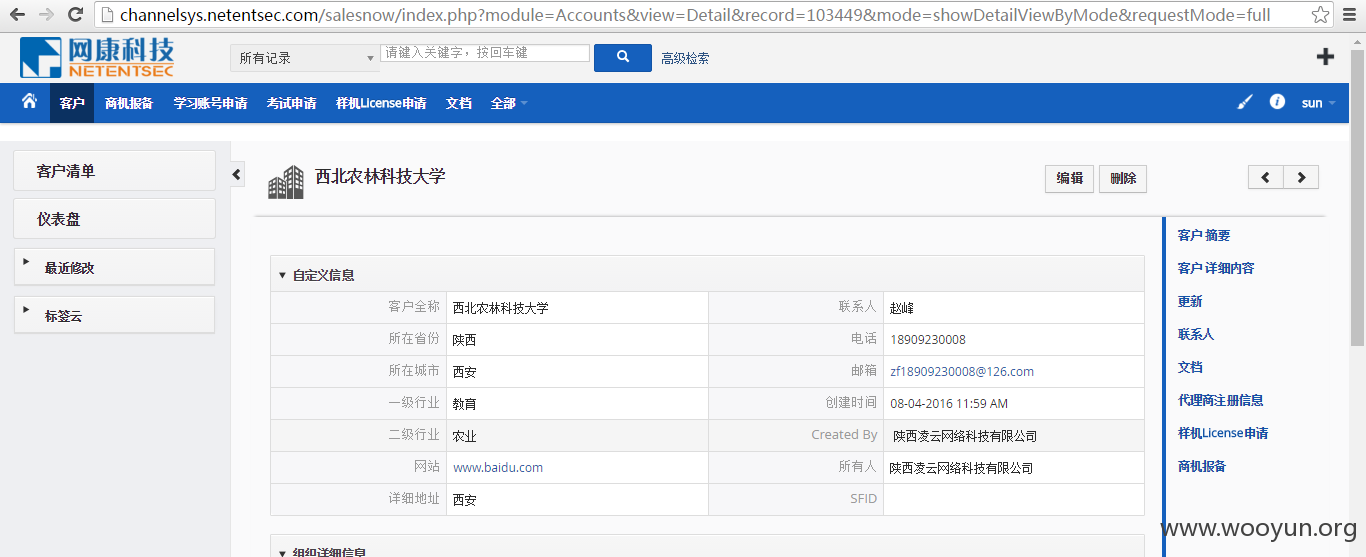 channelsys.netentsec.com/salesnow/index.php?module=Accounts&view=Detail&record=103449&mode=showDetailViewByMode&requestMode=full
网康科技
NETENTSEC
所有记录
请键入关键字，按回车键
高级检索
客户 商机报备 学习账号申请 考试申请 样机License申请 文档 全部
sun
客户清单
仪表盘
最近修改
标签云
西北农林科技大学
编辑 删除
自定义信息
客户全称 西北农林科技大学 联系人 赵峰
所在省份 陕西 电话 18909230008
所在城市 西安 邮箱 zf18909230008@126.com
一级行业 教育 创建时间 08-04-2016 11:59 AM
二级行业 农业 Created By 陕西凌云网络科技有限公司
网站 www.baidu.com 所有人 陕西凌云网络科技有限公司
详细地址 西安 SFID
组织详细信息
客户 摘要
客户 详细内容
更新
联系人
文档
代理商注册信息
样机License申请
商机报备
www.wooyun.org